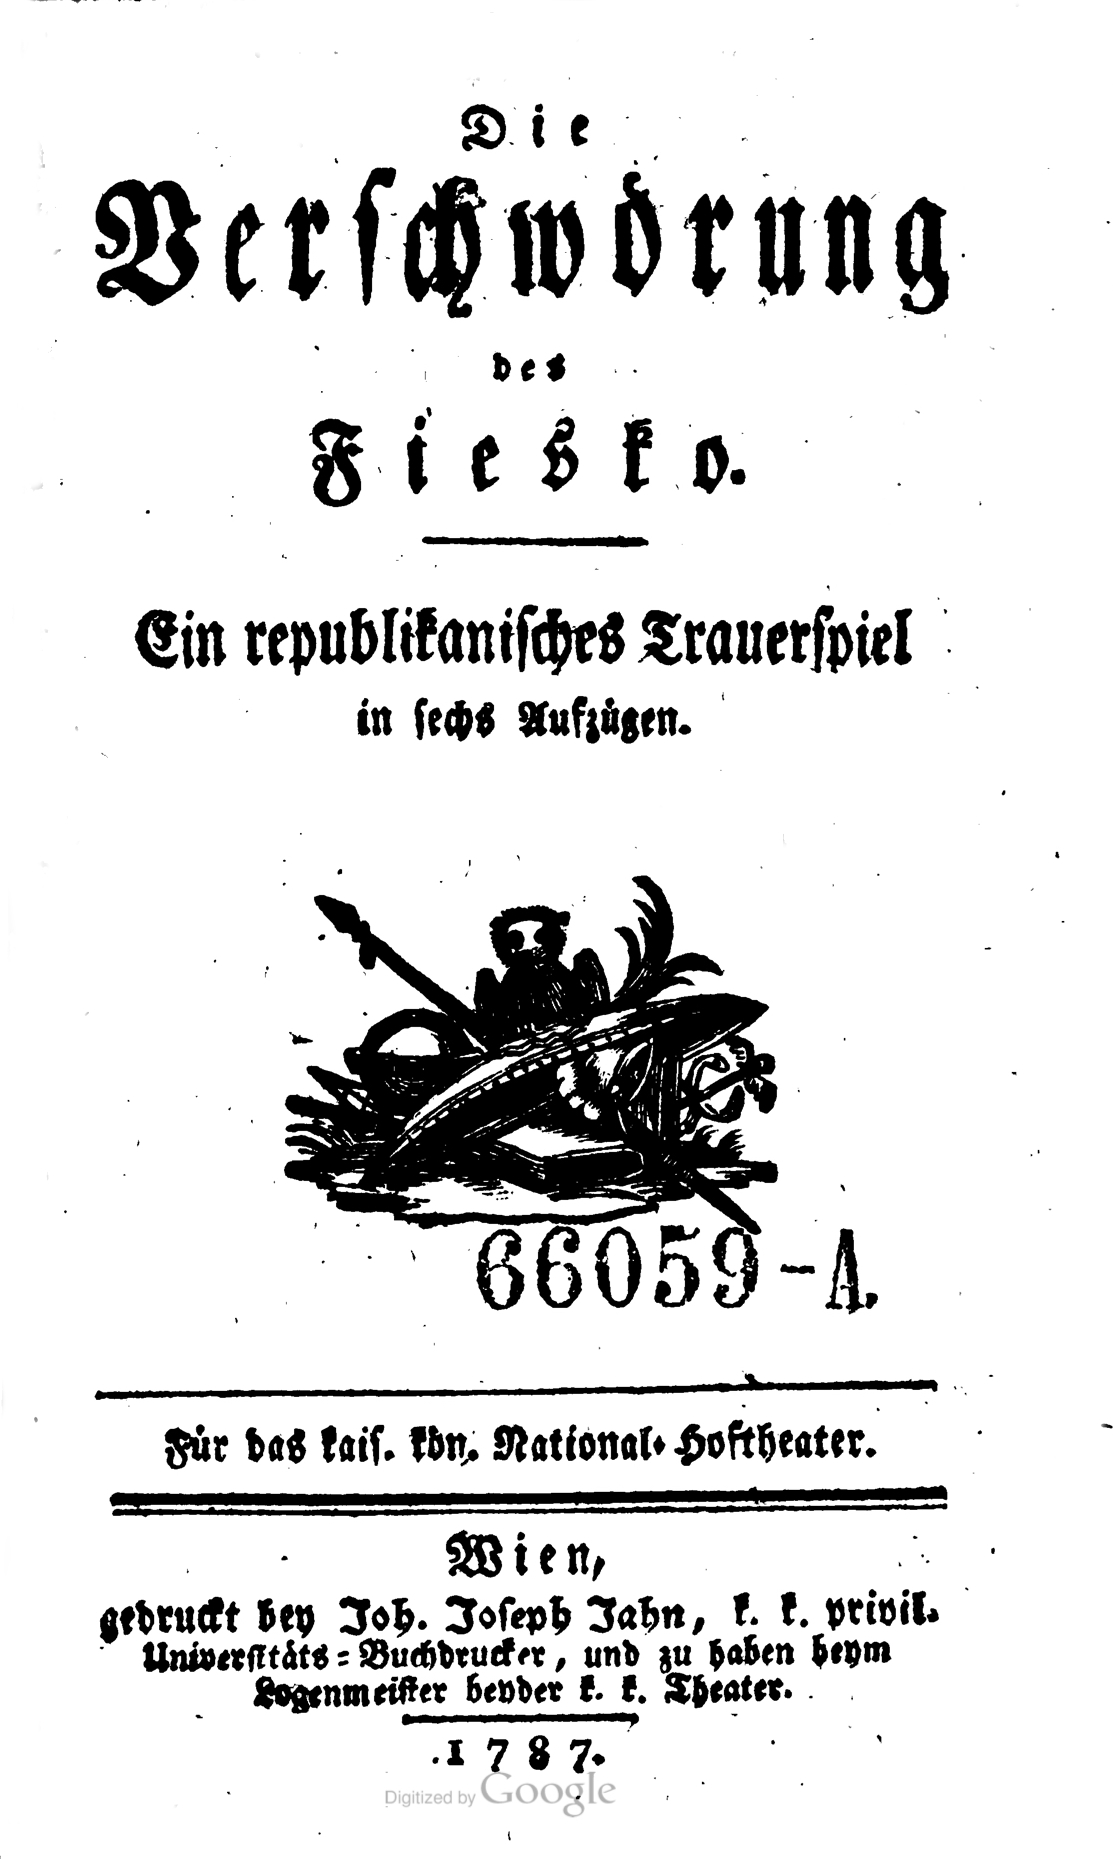 Die
Verschwörung
des
Fiesko.
Ein republikanisches Trauerspiel
in sechs Aufzügen.
66059-A.
Für das kais. kön. National-Hoftheater.
Wien,
gedruckt bey Joh. Joseph Jahn, k. k. privil.
Universitäts-Buchdrucker, und zu haben beym
Logenmeister beyder k. k. Theater.
1787.
Digitized by Google